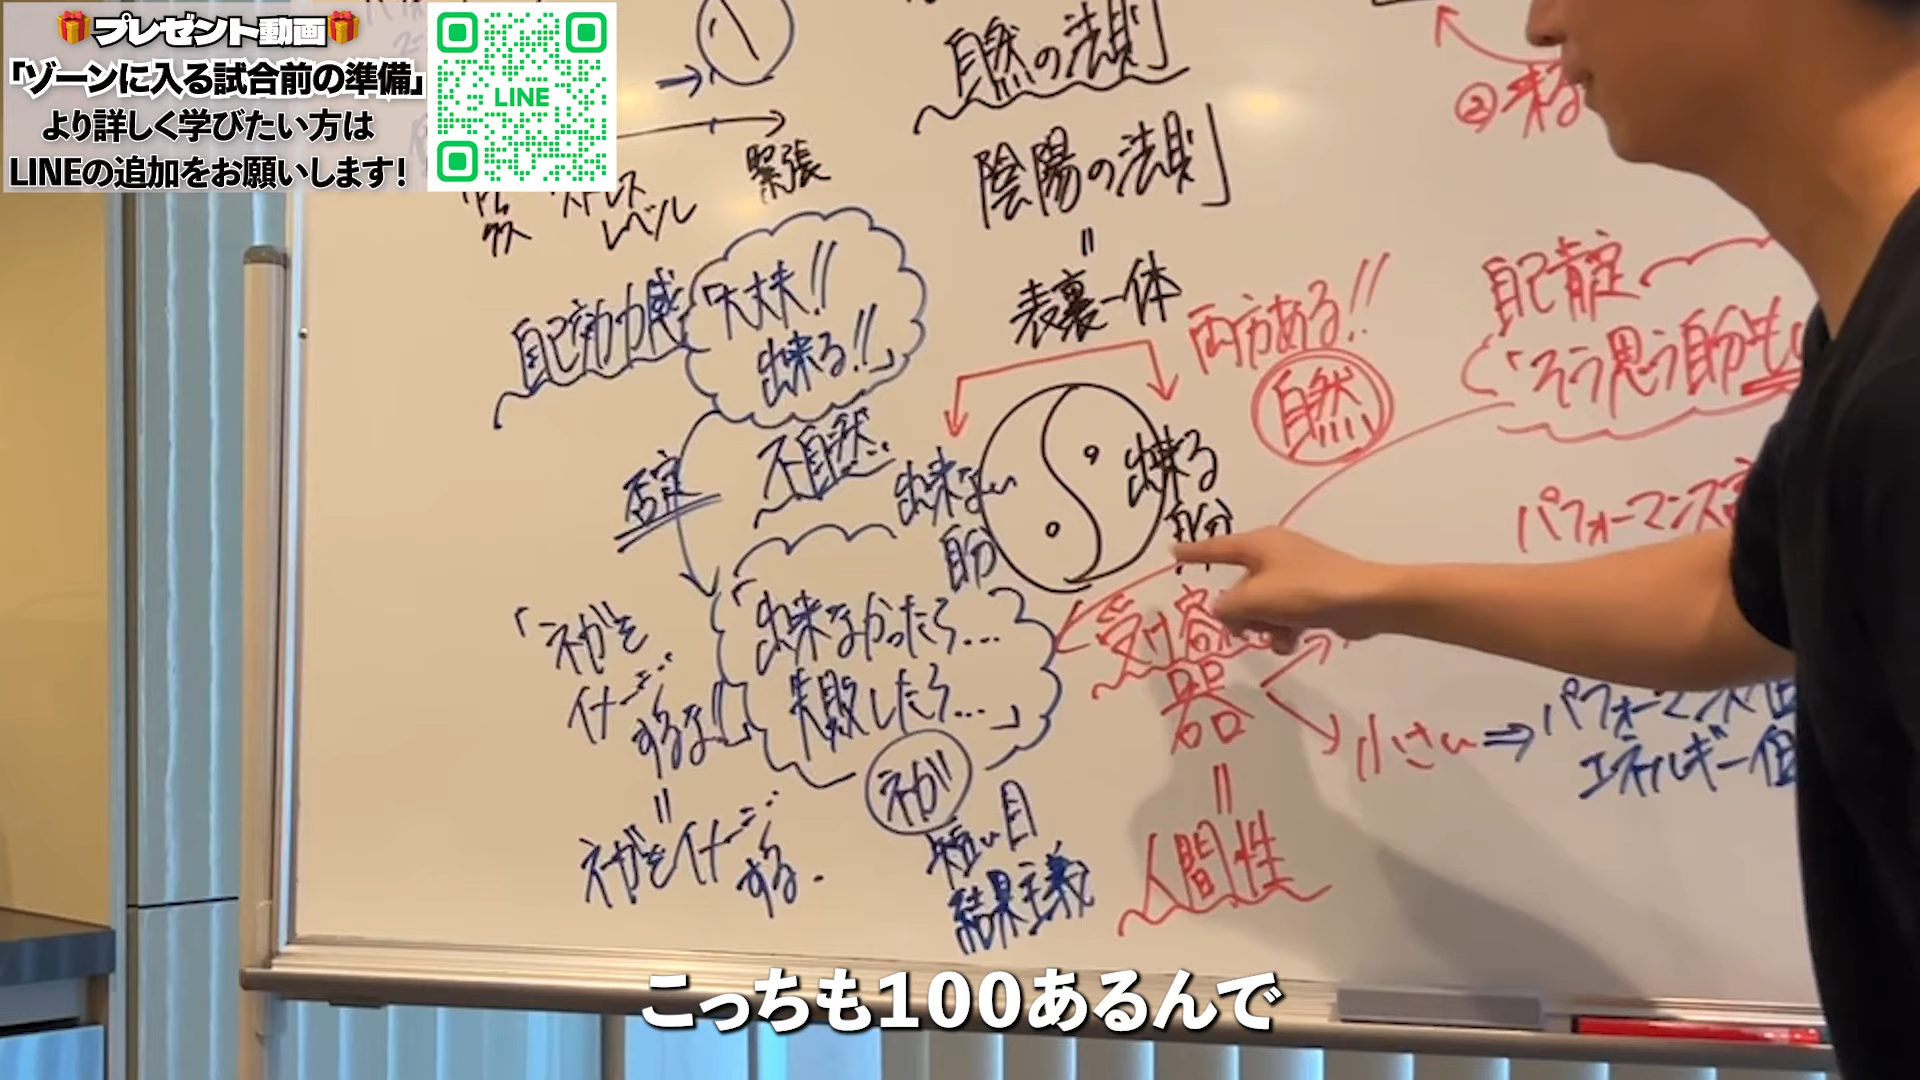 🎁プレゼント動画🎁
「ゾーンに入る試合前の準備」
より詳しく学びたい方は
LINEの追加をお願いします!
LINE
自然の法則」
陰陽の法則」
緊張
ストレス
レベル
=
表裏一体
両方ある!!
自然
自己効力感
「大丈夫!!
出来る!!」
不自然
否定
出来ない
自分
出来る
自分
自己肯定
「そう思う自分も
パフォーマンス
「出来なかったら…
失敗したら…」
ネガ
「ネガを
イメージ
するな!!」
=
ネガをイメージ
する.
短い目
結果主義
受け容
器
=
人間性
小さい⇒パフォーマンス低
エネルギー低
② 来る
こっちも100あるんで